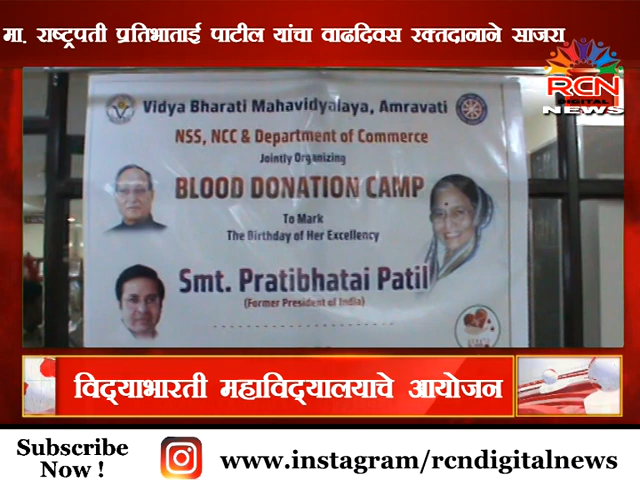 मा. राष्ट्रपती प्रतिभाताई पाटील यांचा वाढदिवस रक्तदानाने साजरा
RCN
DIGITAL
NEWS
Vidya Bharati Mahavidyalaya, Amravati
NSS, NCC & Department of Commerce
Jointly Organizing
BLOOD DONATION CAMP
To Mark
The Birthday of Her Excellency
Smt. Pratibhatai Patil
(Former President of India)
विद्याभारती महाविद्यालयाचे आयोजन
Subscribe
Now !
www.instagram/rcndigitalnews